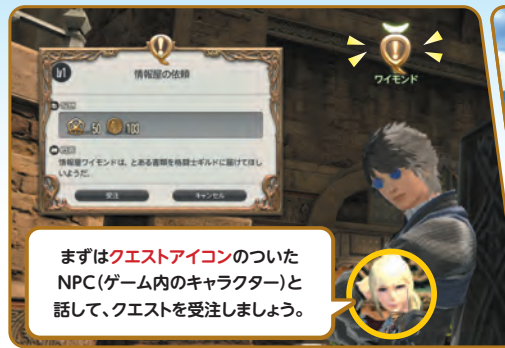 Lv1
情報屋の依頼
報酬
50 103
情報屋ワイモンドは、とある書類を格闘士ギルドに届けてほし
いようだ。
受注 キャンセル
ワイモンド
まずはクエストアイコンのついた
NPC(ゲーム内のキャラクター)と
話して、クエストを受注しましょう。